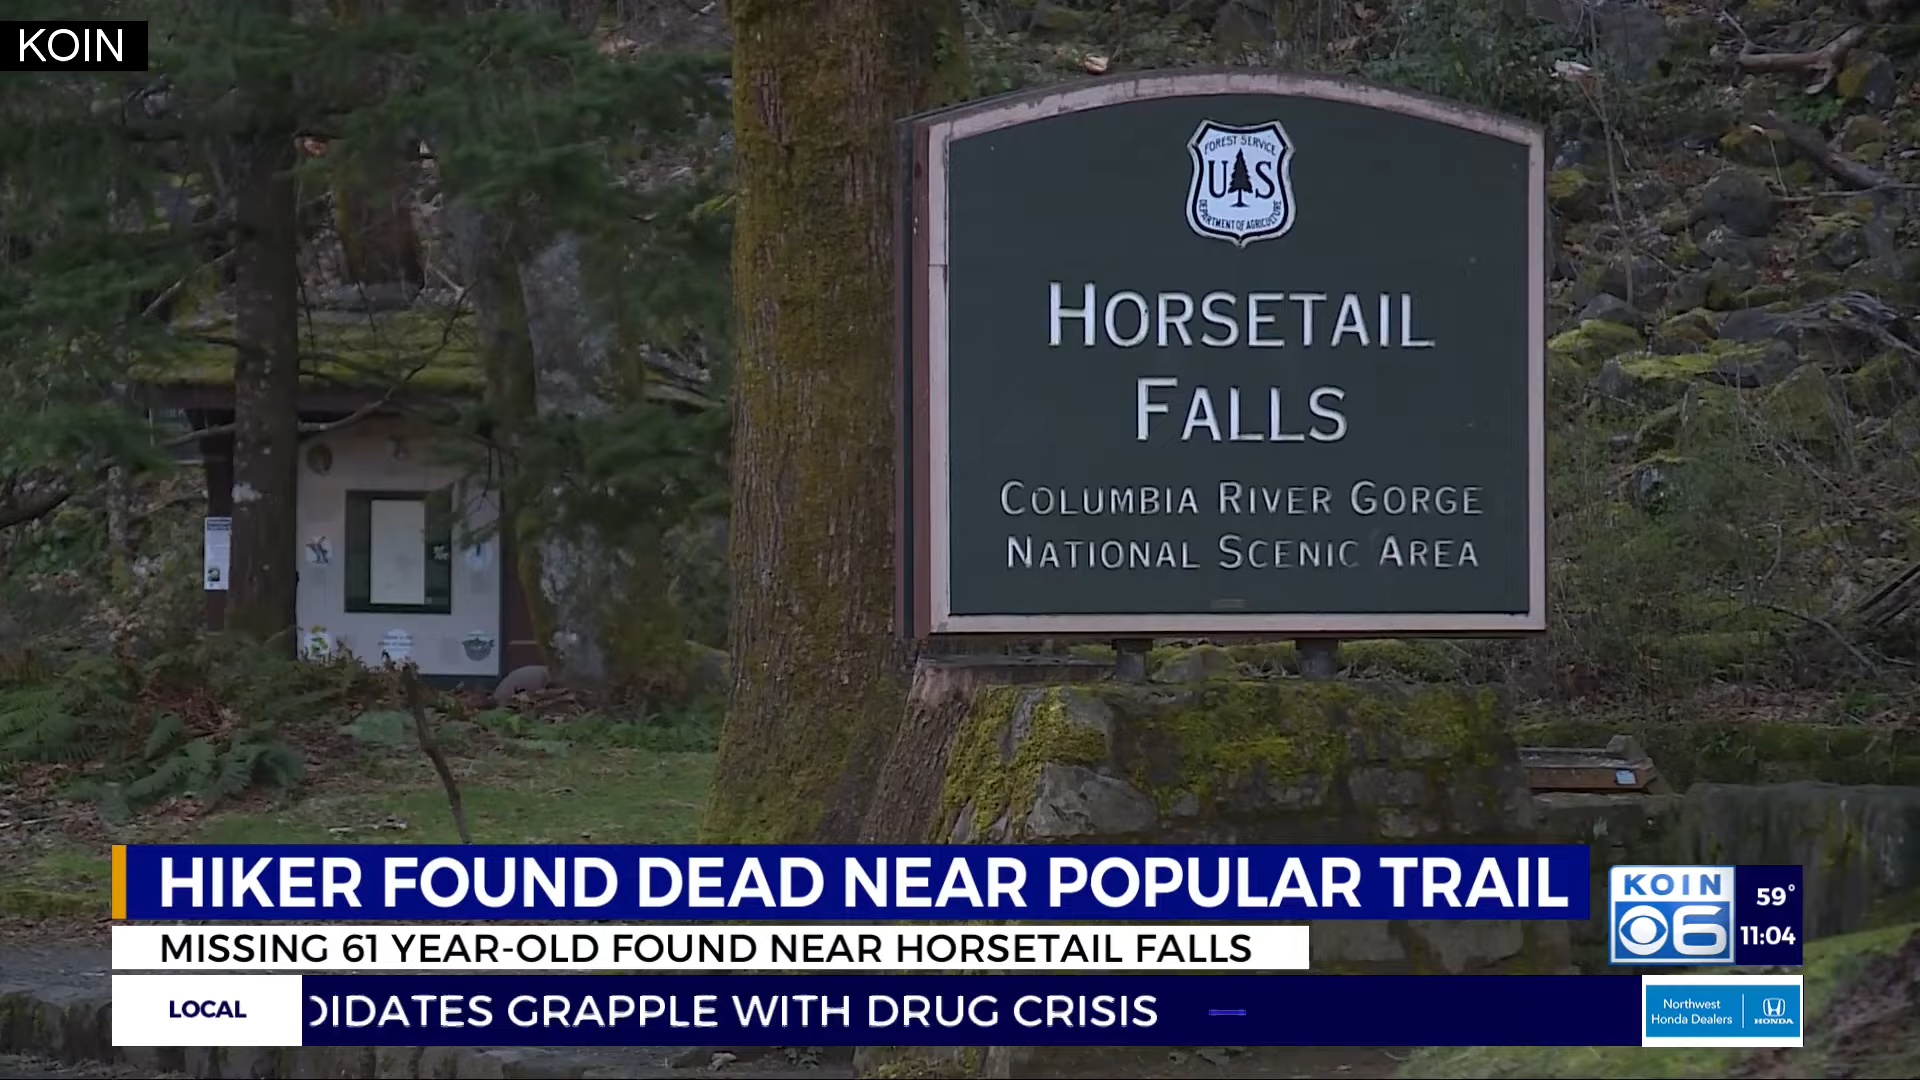 KOIN
FOREST SERVICE
U S
DEPARTMENT OF AGRICULTURE
HORSETAIL
FALLS
COLUMBIA RIVER GORGE
NATIONAL SCENIC AREA
HIKER FOUND DEAD NEAR POPULAR TRAIL
MISSING 61 YEAR-OLD FOUND NEAR HORSETAIL FALLS
KOIN
6
59°
11:04
LOCAL
DIDATES GRAPPLE WITH DRUG CRISIS
Northwest
Honda Dealers
HONDA